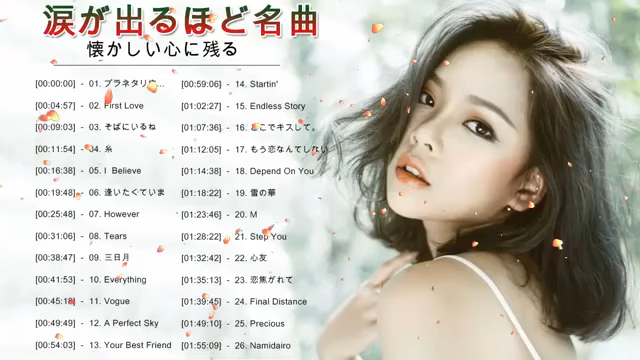 涙が出るほど名曲
懐かしい心に残る
[00:00:00] - 01. プラネタリウ...
[00:04:57] - 02. First Love
[00:09:03] - 03. そばにいるね
[00:11:54] - 04. 糸
[00:16:38] - 05. I Believe
[00:19:48] - 06. 逢いたくていま
[00:25:48] - 07. However
[00:31:06] - 08. Tears
[00:38:47] - 09. 三日月
[00:41:53] - 10. Everything
[00:45:18] - 11. Vogue
[00:49:49] - 12. A Perfect Sky
[00:54:03] - 13. Your Best Friend
[00:59:06] - 14. Startin'
[01:02:27] - 15. Endless Story
[01:07:36] - 16. ここでキスして。
[01:12:05] - 17. もう恋なんてしない
[01:14:38] - 18. Depend On You
[01:18:22] - 19. 雪の華
[01:23:46] - 20. M
[01:28:22] - 21. Step You
[01:32:42] - 22. 心友
[01:35:13] - 23. 恋焦がれて
[01:39:45] - 24. Final Distance
[01:49:10] - 25. Precious
[01:55:09] - 26. Namidairo